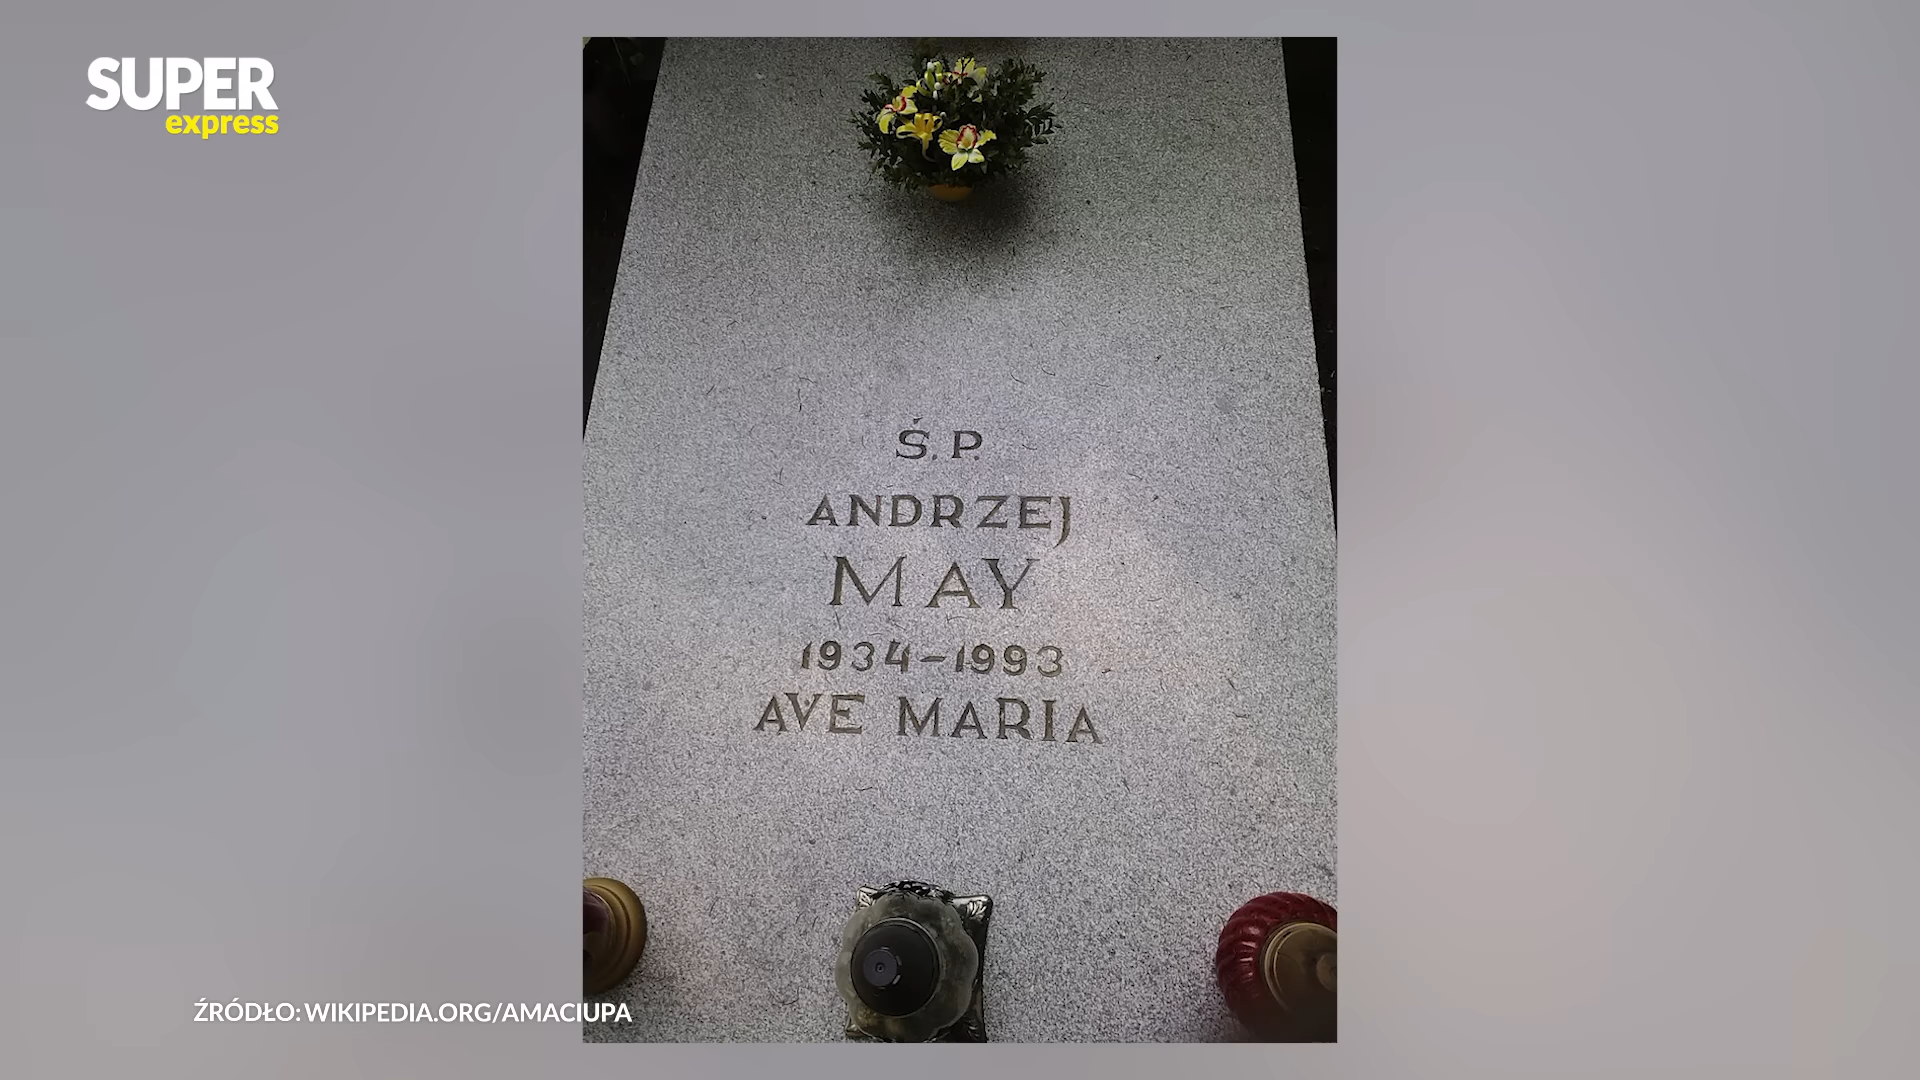 SUPER
express
Ś.P.
ANDRZEJ
MAY
1934-1993
AVE MARIA
ŹRÓDŁO: WIKIPEDIA.ORG/AMACIUPA